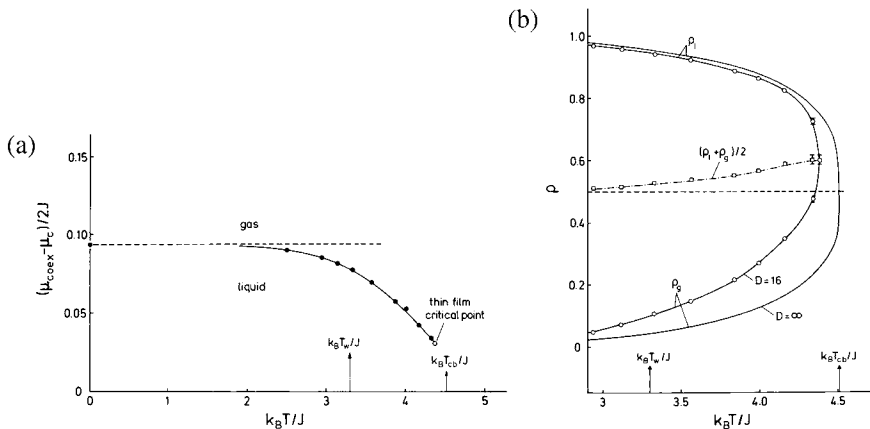 (a)
(μcoex–μc)/2J
0.15
0.10
0.05
0
gas
liquid
thin film
critical point
kBTw/J
kBTcb/J
0
1
2
3
4
5
kBT/J
(b)
ρ
1.0
0.8
0.6
0.4
0.2
0
ρl
(ρl+ρg)/2
ρg
D=16
D=∞
kBTw/J
kBTcb/J
3
3.5
4.0
4.5
kBT/J